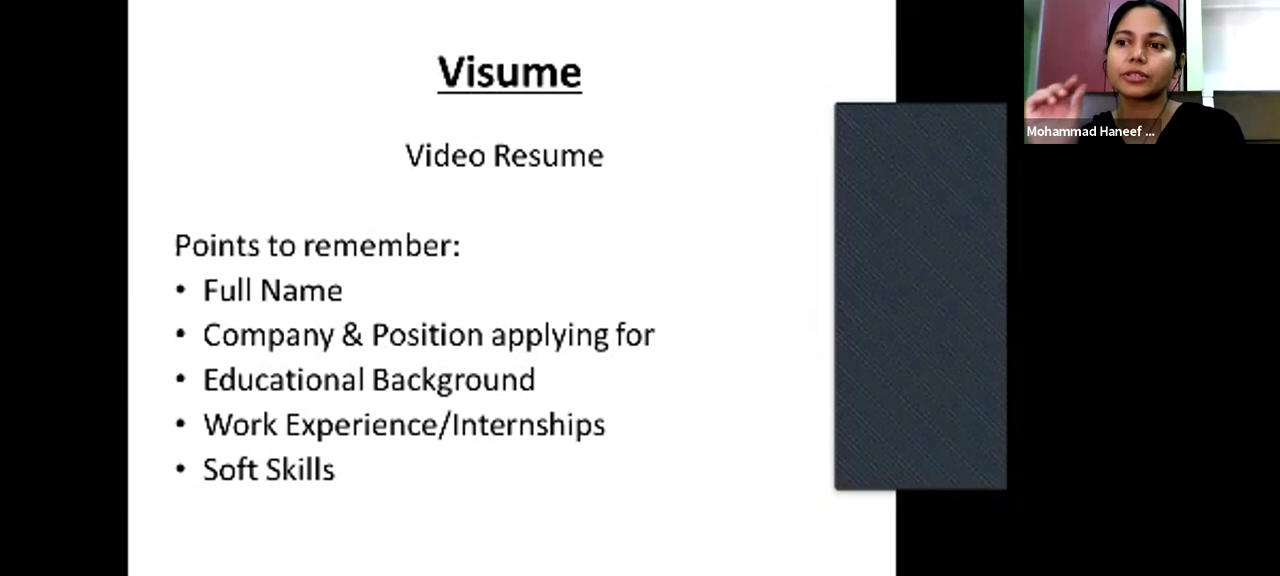 Visume
Video Resume
Points to remember:
• Full Name
• Company & Position applying for
• Educational Background
• Work Experience/Internships
• Soft Skills
Mohammad Haneef ...